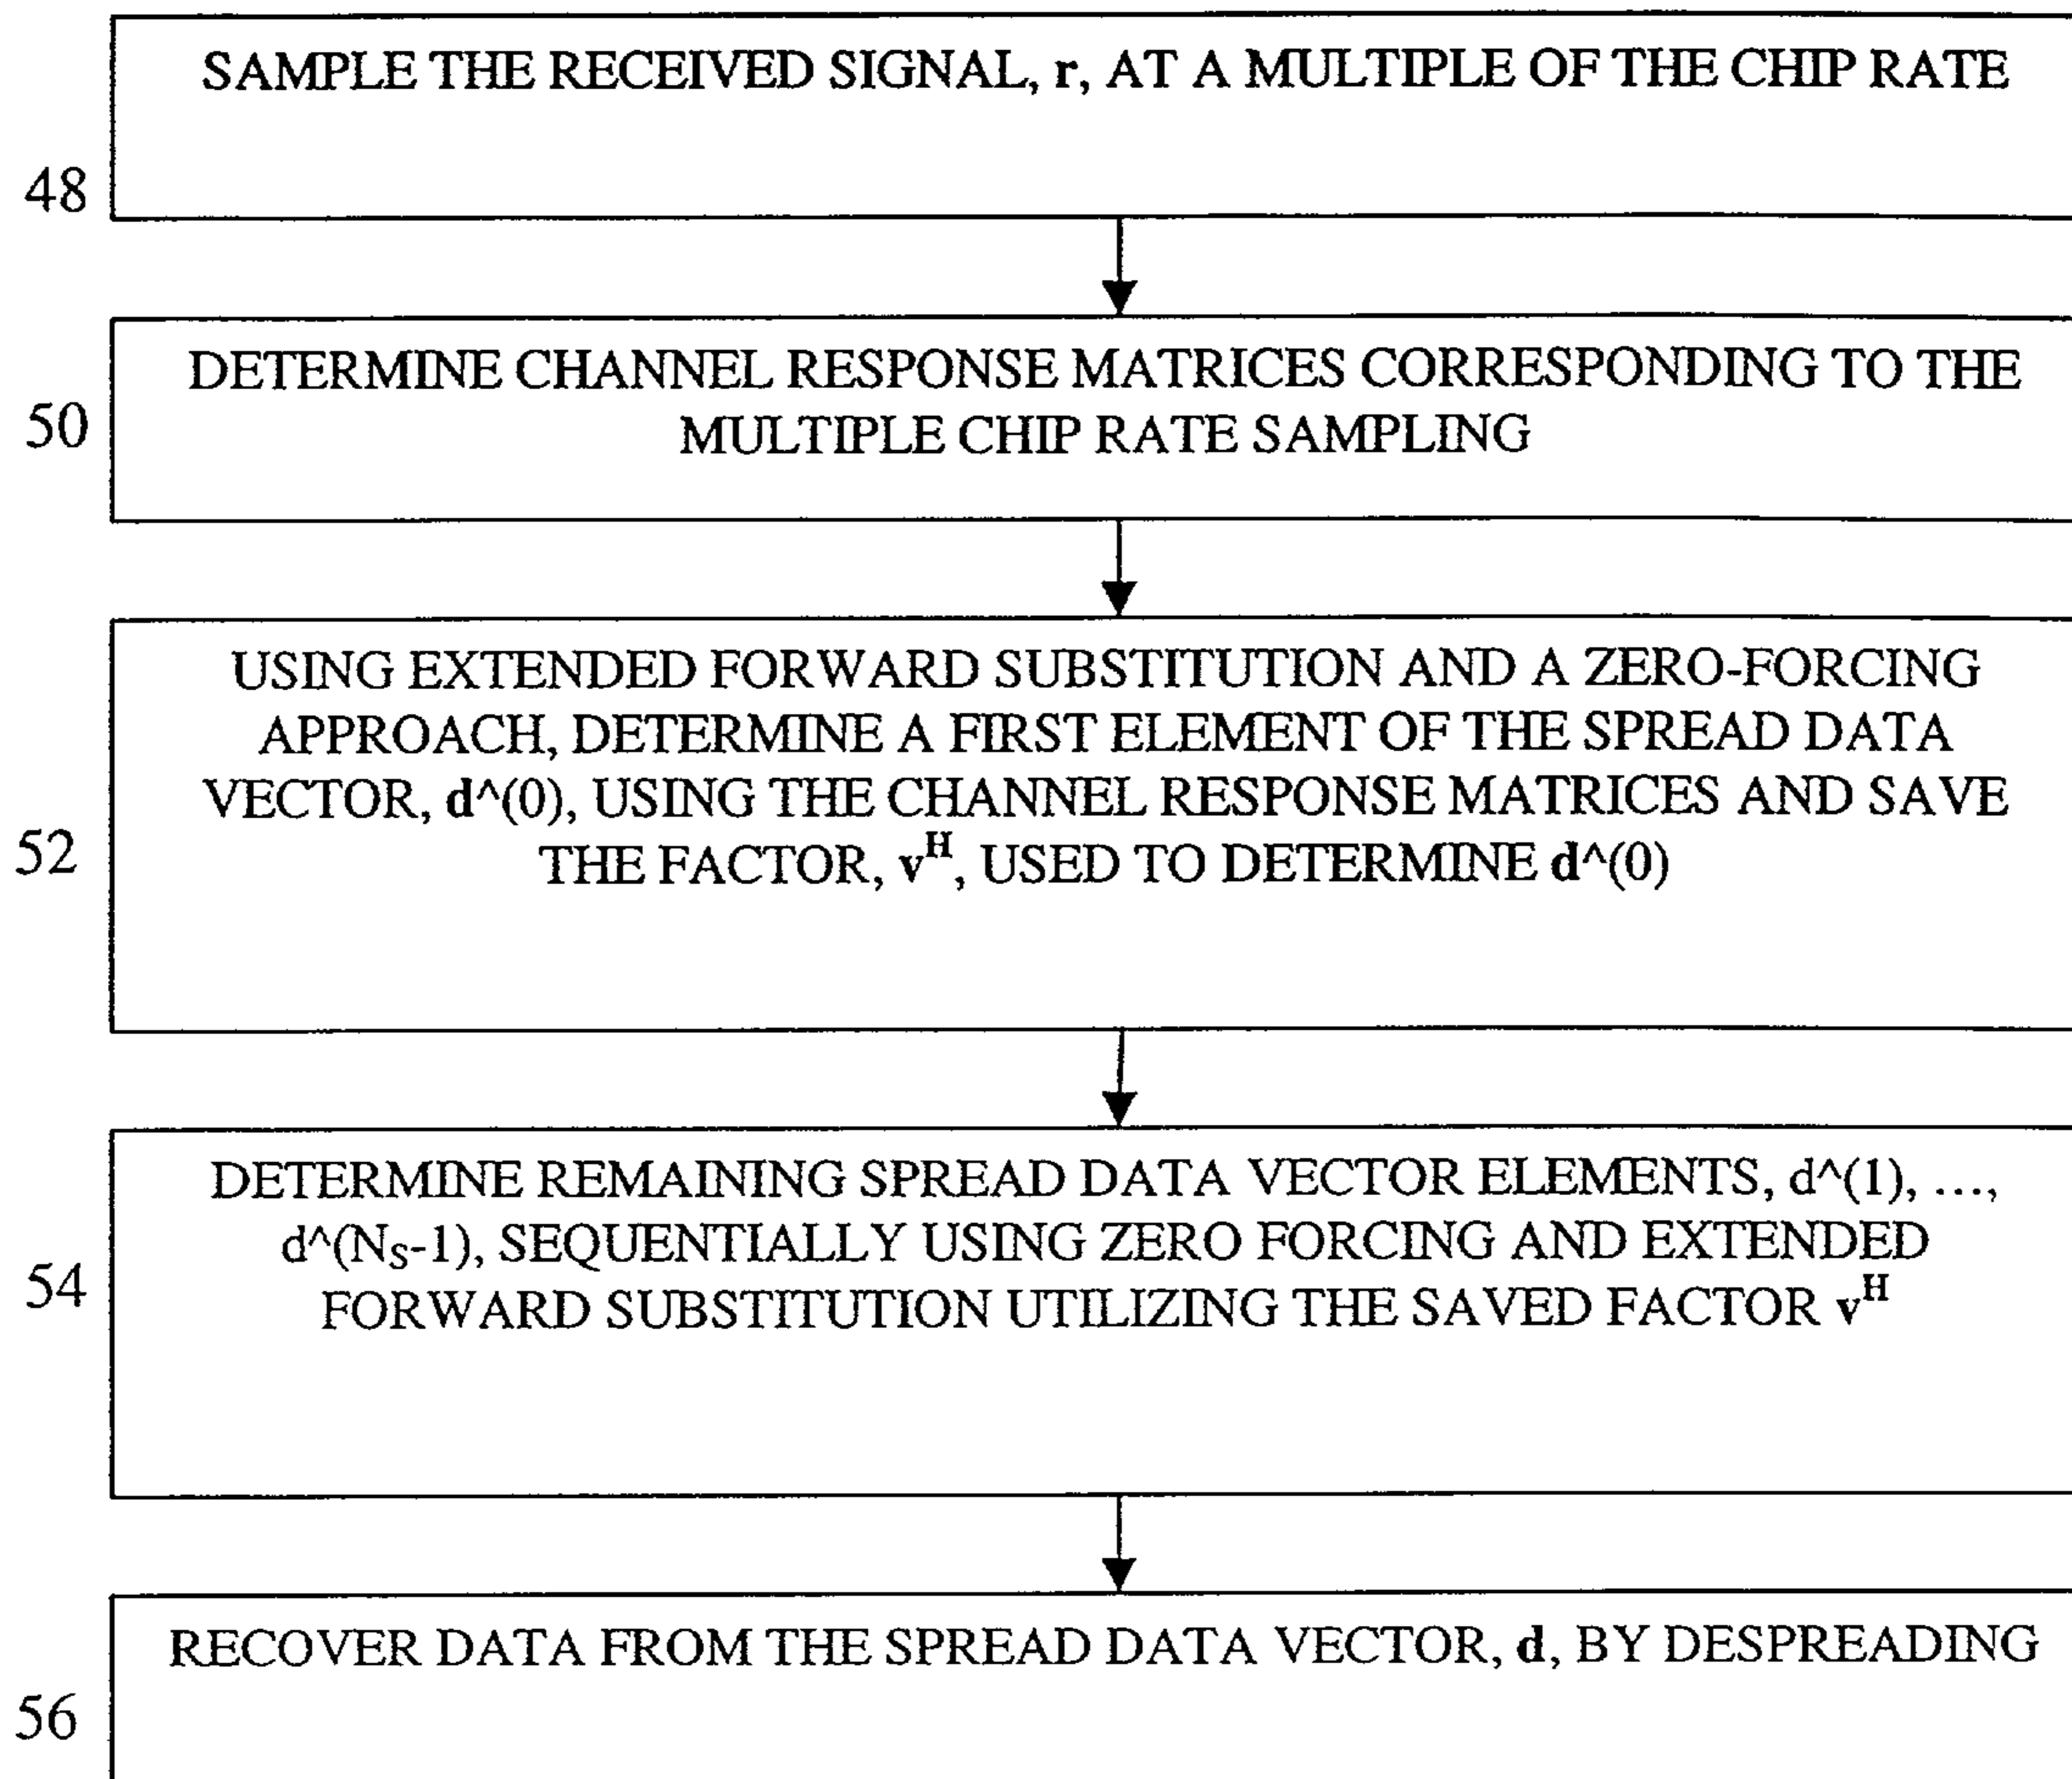 SAMPLE THE RECEIVED SIGNAL, r, AT A MULTIPLE OF THE CHIP RATE
48
DETERMINE CHANNEL RESPONSE MATRICES CORRESPONDING TO THE
MULTIPLE CHIP RATE SAMPLING
50
USING EXTENDED FORWARD SUBSTITUTION AND A ZERO-FORCING
APPROACH, DETERMINE A FIRST ELEMENT OF THE SPREAD DATA
VECTOR, d^(0), USING THE CHANNEL RESPONSE MATRICES AND SAVE
THE FACTOR, v^H, USED TO DETERMINE d^(0)
52
DETERMINE REMAINING SPREAD DATA VECTOR ELEMENTS, d^(1), ...,
d^(N_S-1), SEQUENTIALLY USING ZERO FORCING AND EXTENDED
FORWARD SUBSTITUTION UTILIZING THE SAVED FACTOR v^H
54
RECOVER DATA FROM THE SPREAD DATA VECTOR, d, BY DESPREADING
56